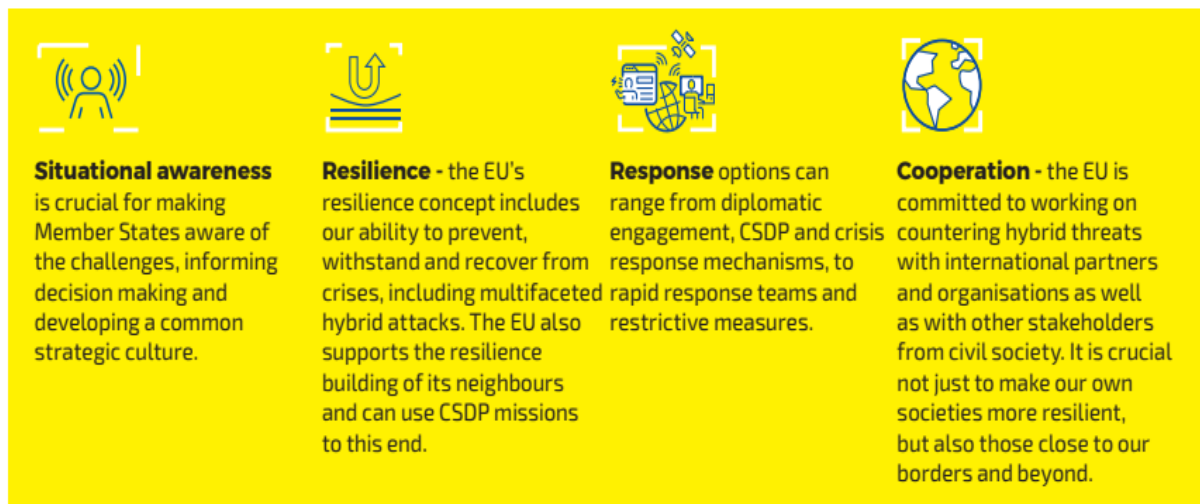 Situational awareness
is crucial for making
Member States aware of
the challenges, informing
decision making and
developing a common
strategic culture.
Resilience - the EU's
resilience concept includes
our ability to prevent,
withstand and recover from
crises, including multifaceted
hybrid attacks. The EU also
supports the resilience
building of its neighbours
and can use CSDP missions
to this end.
Response options can
range from diplomatic
engagement, CSDP and crisis
response mechanisms, to
rapid response teams and
restrictive measures.
Cooperation - the EU is
committed to working on
countering hybrid threats
with international partners
and organisations as well
as with other stakeholders
from civil society. It is crucial
not just to make our own
societies more resilient,
but also those close to our
borders and beyond.